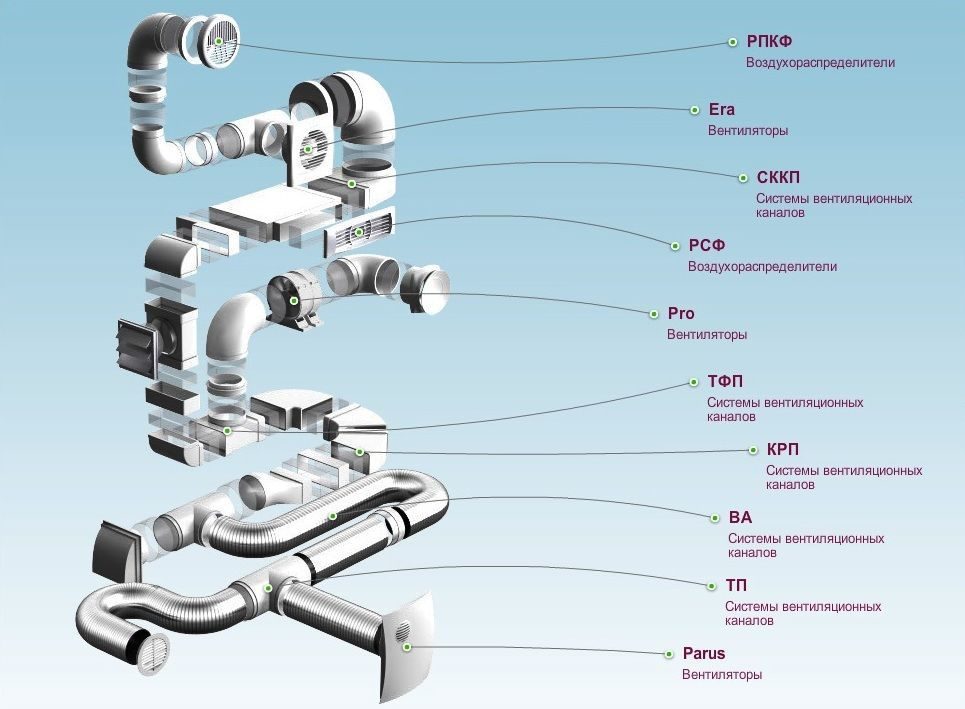 РПКФ
Воздухораспределители
Era
Вентиляторы
СККП
Системы вентиляционных
каналов
РСФ
Воздухораспределители
Pro
Вентиляторы
ТФП
Системы вентиляционных
каналов
КРП
Системы вентиляционных
каналов
ВА
Системы вентиляционных
каналов
ТП
Системы вентиляционных
каналов
Parus
Вентиляторы